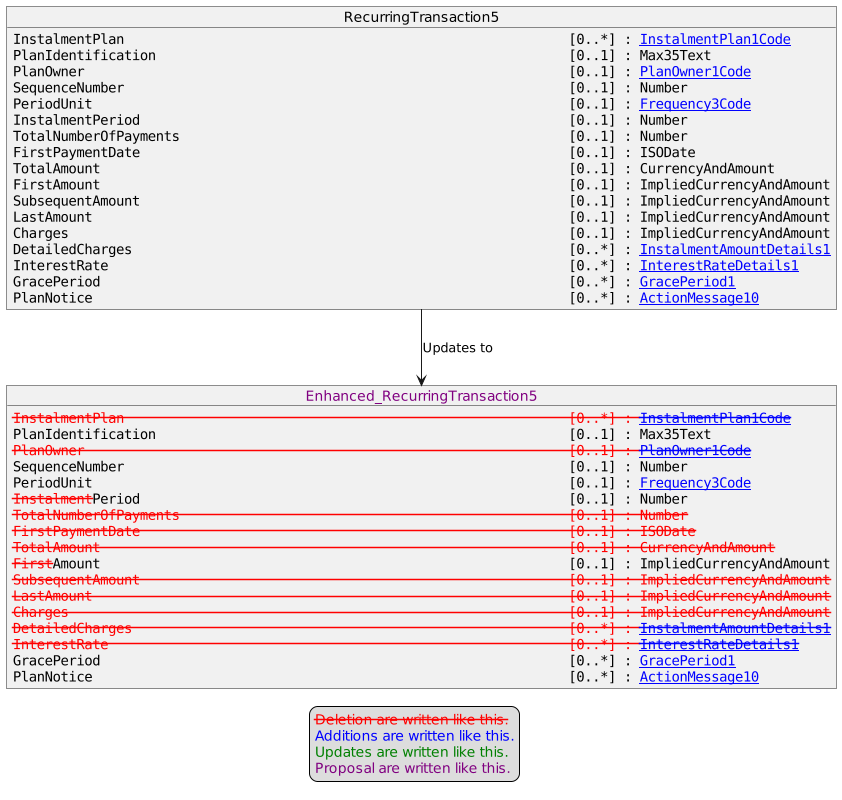 RecurringTransaction5
InstalmentPlan [0..*] : InstalmentPlan1Code
PlanIdentification [0..1] : Max35Text
PlanOwner [0..1] : PlanOwner1Code
SequenceNumber [0..1] : Number
PeriodUnit [0..1] : Frequency3Code
InstalmentPeriod [0..1] : Number
TotalNumberOfPayments [0..1] : Number
FirstPaymentDate [0..1] : ISODate
TotalAmount [0..1] : CurrencyAndAmount
FirstAmount [0..1] : ImpliedCurrencyAndAmount
SubsequentAmount [0..1] : ImpliedCurrencyAndAmount
LastAmount [0..1] : ImpliedCurrencyAndAmount
Charges [0..1] : ImpliedCurrencyAndAmount
DetailedCharges [0..*] : InstalmentAmountDetails1
InterestRate [0..*] : InterestRateDetails1
GracePeriod [0..*] : GracePeriod1
PlanNotice [0..*] : ActionMessage10
Updates to
Enhanced_RecurringTransaction5
InstalmentPlan [0..*] : InstalmentPlan1Code
PlanIdentification [0..1] : Max35Text
PlanOwner [0..1] : PlanOwner1Code
SequenceNumber [0..1] : Number
PeriodUnit [0..1] : Frequency3Code
InstalmentPeriod [0..1] : Number
TotalNumberOfPayments [0..1] : Number
FirstPaymentDate [0..1] : ISODate
TotalAmount [0..1] : CurrencyAndAmount
FirstAmount [0..1] : ImpliedCurrencyAndAmount
SubsequentAmount [0..1] : ImpliedCurrencyAndAmount
LastAmount [0..1] : ImpliedCurrencyAndAmount
Charges [0..1] : ImpliedCurrencyAndAmount
DetailedCharges [0..*] : InstalmentAmountDetails1
InterestRate [0..*] : InterestRateDetails1
GracePeriod [0..*] : GracePeriod1
PlanNotice [0..*] : ActionMessage10
Deletion are written like this.
Additions are written like this.
Updates are written like this.
Proposal are written like this.